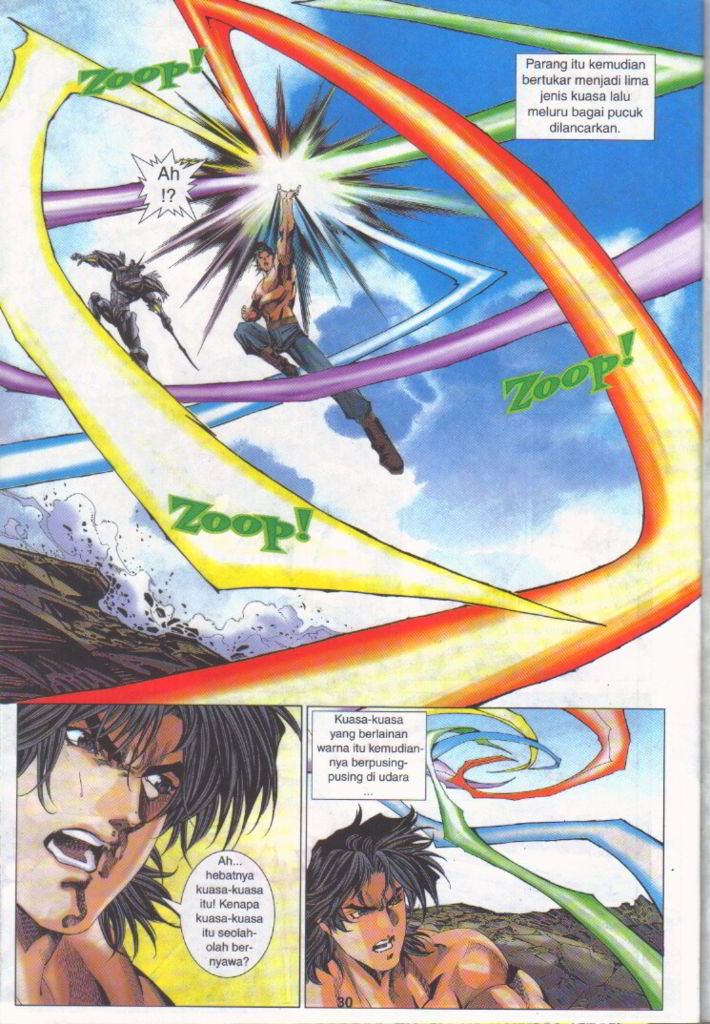 Zoop!
Parang itu kemudian
bertukar menjadi lima
jenis kuasa lalu
meluru bagai pucuk
dilancarkan.
Ah
!?
Zoop!
Zoop!
Ah...
hebatnya
kuasa-kuasa
itu! Kenapa
kuasa-kuasa
itu seolah-
olah ber-
nyawa?
Kuasa-kuasa
yang berlainan
warna itu kemudian-
nya berpusing-
pusing di udara
...
30